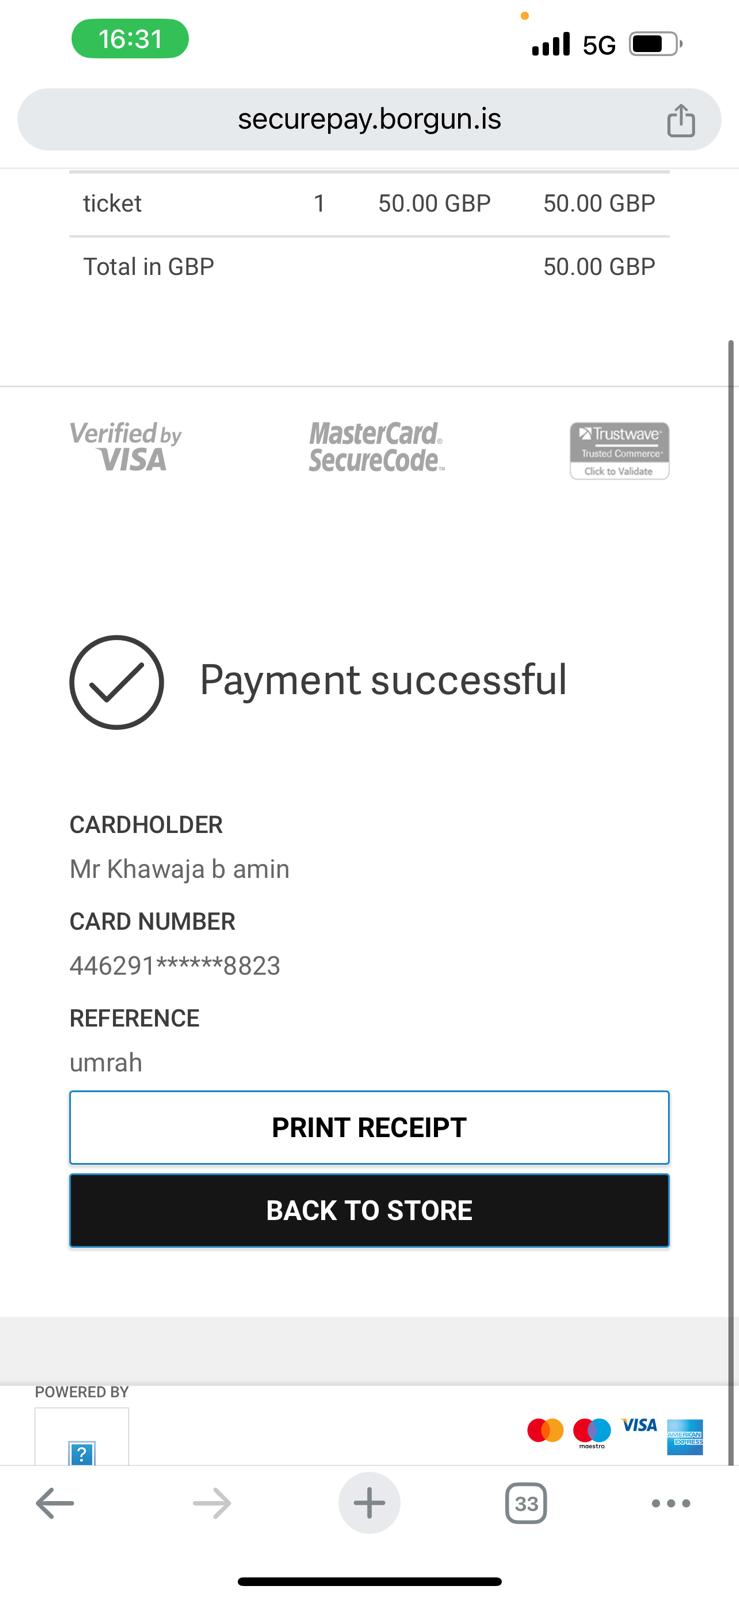 16:31
5G
securepay.borgun.is
ticket 1 50.00 GBP 50.00 GBP
Total in GBP 50.00 GBP
Verified by
VISA
MasterCard.
SecureCode™
Trustwave
Trusted Commerce
Click to Validate
Payment successful
CARDHOLDER
Mr Khawaja b amin
CARD NUMBER
446291******8823
REFERENCE
umrah
PRINT RECEIPT
BACK TO STORE
POWERED BY
?
maestro
VISA
AMERICAN
EXPRESS
33